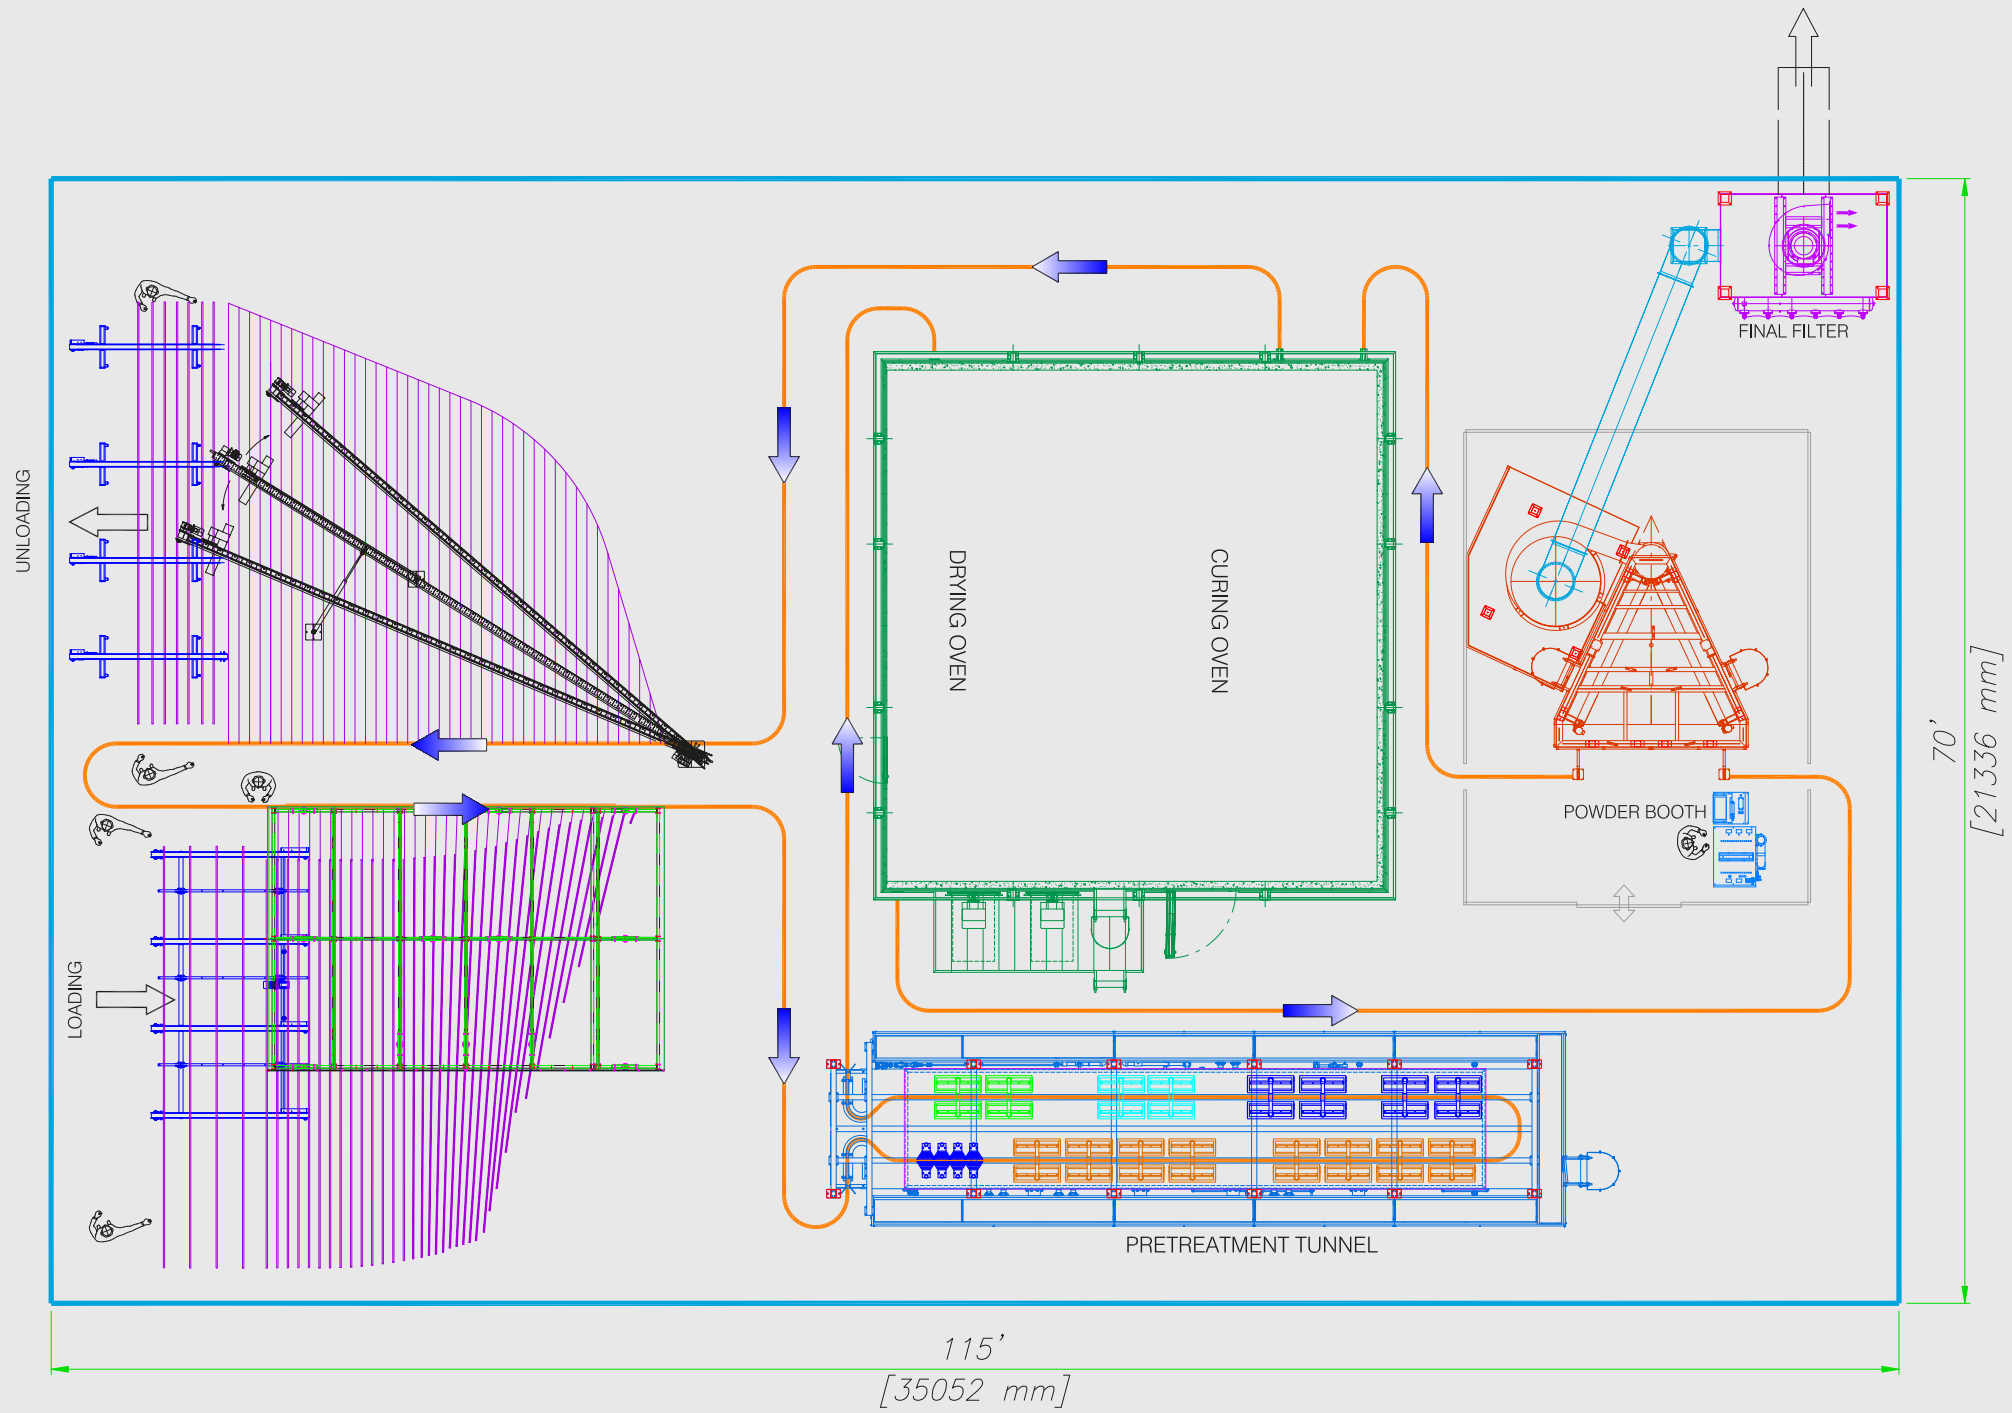 FINAL FILTER
UNLOADING
DRYING OVEN
CURING OVEN
70'
[21336 mm]
POWDER BOOTH
LOADING
PRETREATMENT TUNNEL
115'
[35052 mm]